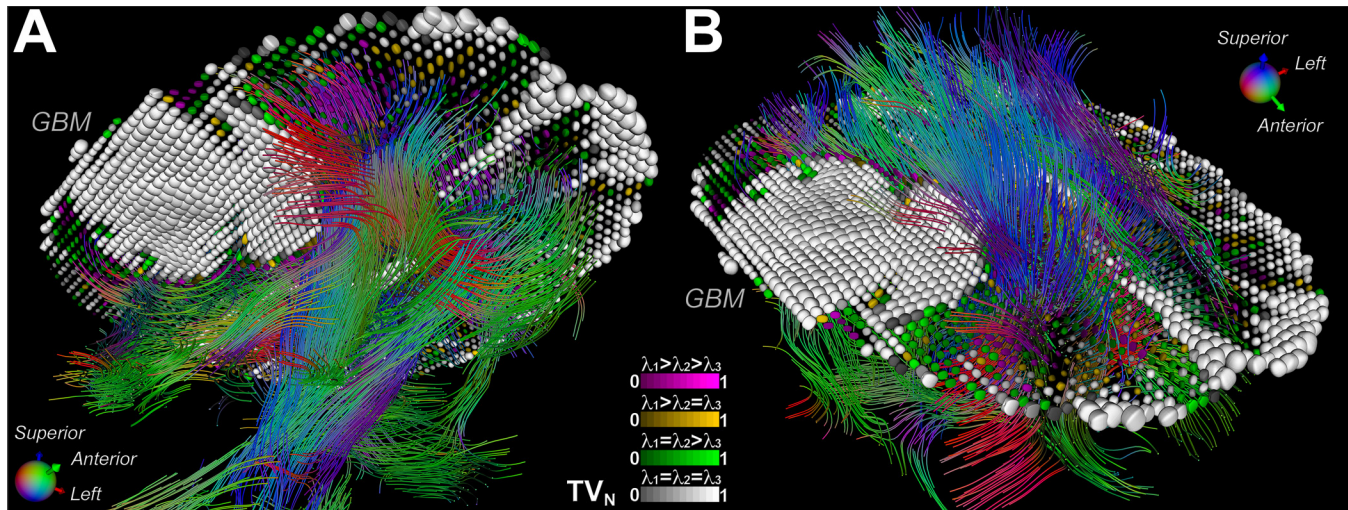 A
GBM
Superior
Anterior
Left
B
Superior
Left
Anterior
GBM
λ₁>λ₂>λ₃
0 1
λ₁>λ₂=λ₃
0 1
λ₁=λ₂>λ₃
0 1
λ₁=λ₂=λ₃
TV_N 0 1